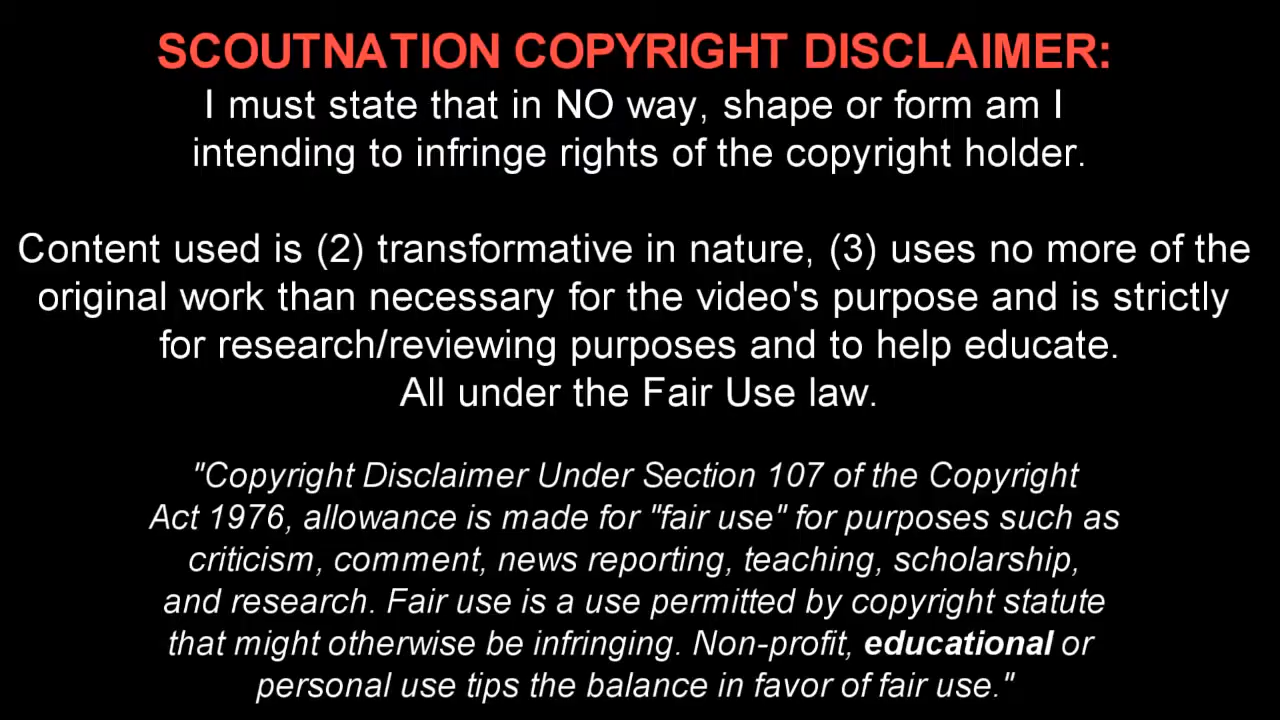 SCOUTNATION COPYRIGHT DISCLAIMER:
I must state that in NO way, shape or form am I
intending to infringe rights of the copyright holder.
Content used is (2) transformative in nature, (3) uses no more of the
original work than necessary for the video's purpose and is strictly
for research/reviewing purposes and to help educate.
All under the Fair Use law.
"Copyright Disclaimer Under Section 107 of the Copyright
Act 1976, allowance is made for "fair use" for purposes such as
criticism, comment, news reporting, teaching, scholarship,
and research. Fair use is a use permitted by copyright statute
that might otherwise be infringing. Non-profit, educational or
personal use tips the balance in favor of fair use."